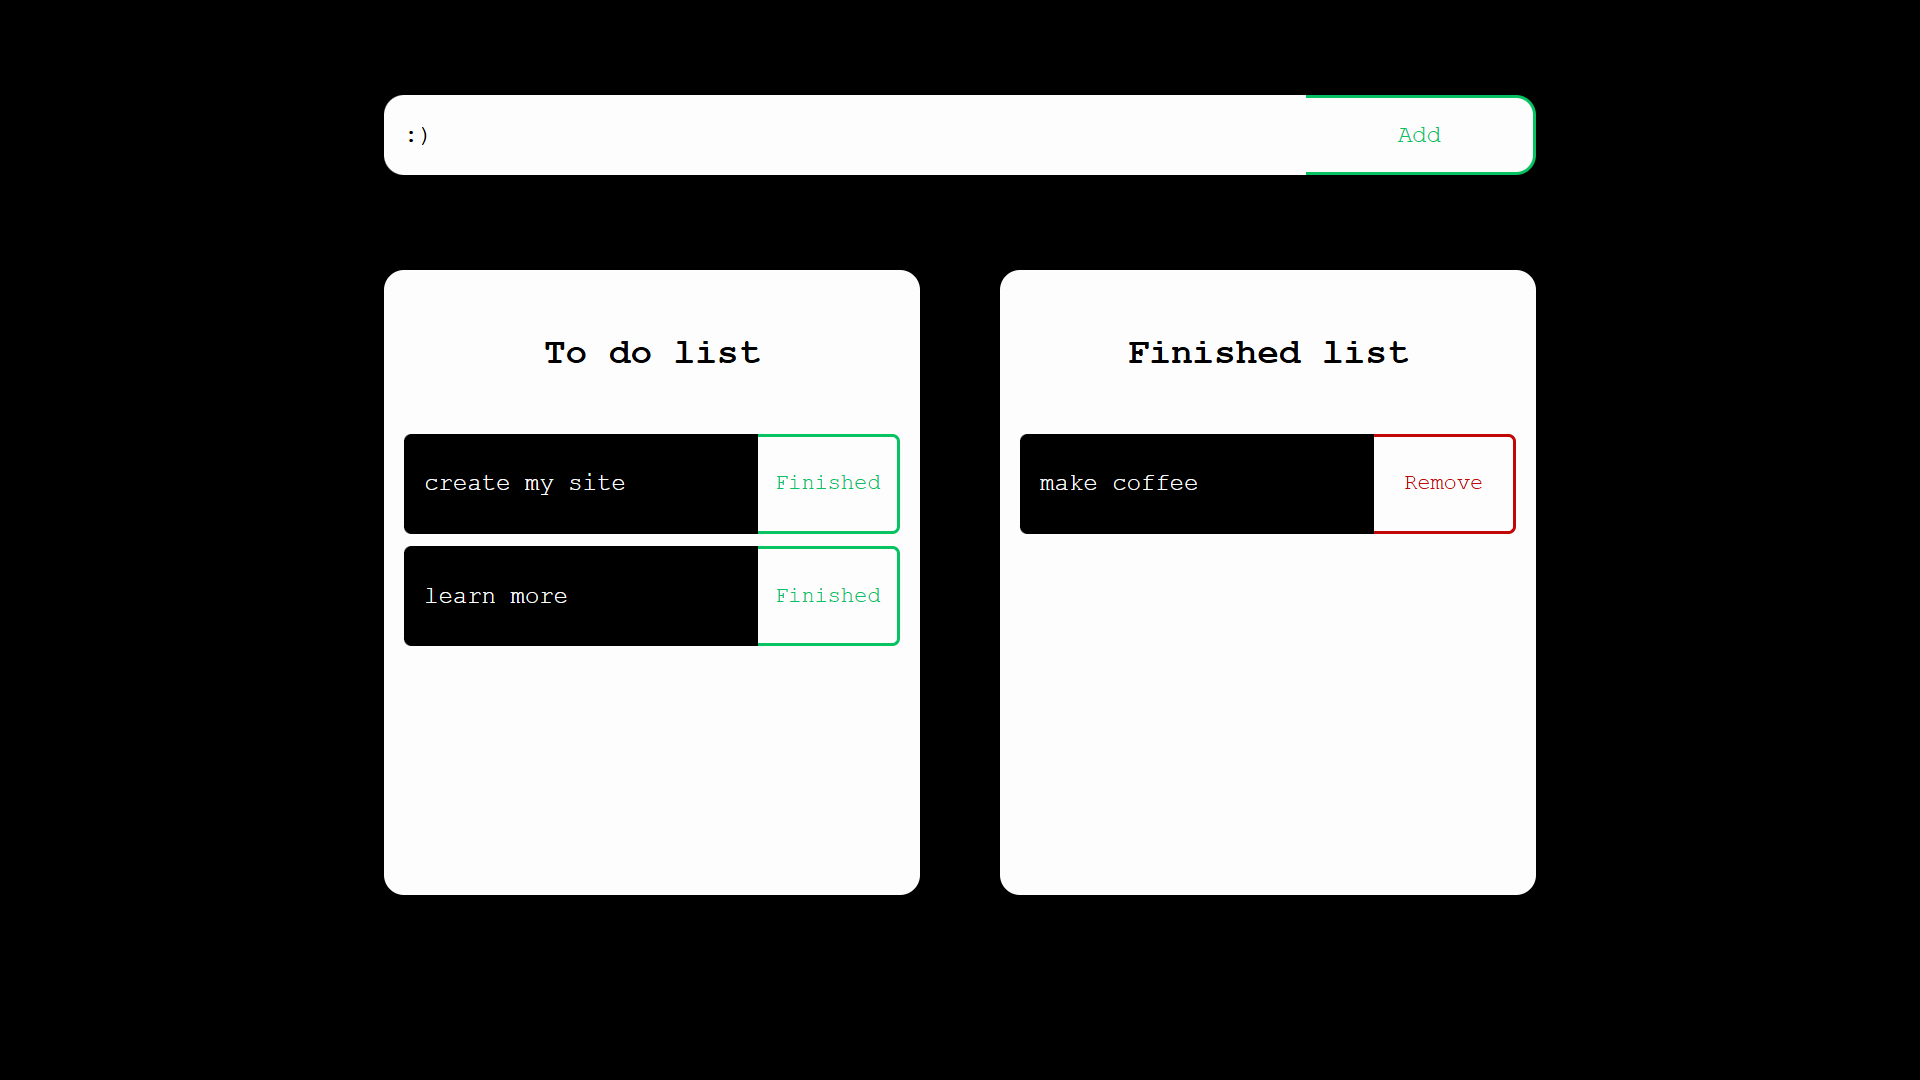 :)
Add
To do list
create my site
Finished
learn more
Finished
Finished list
make coffee
Remove